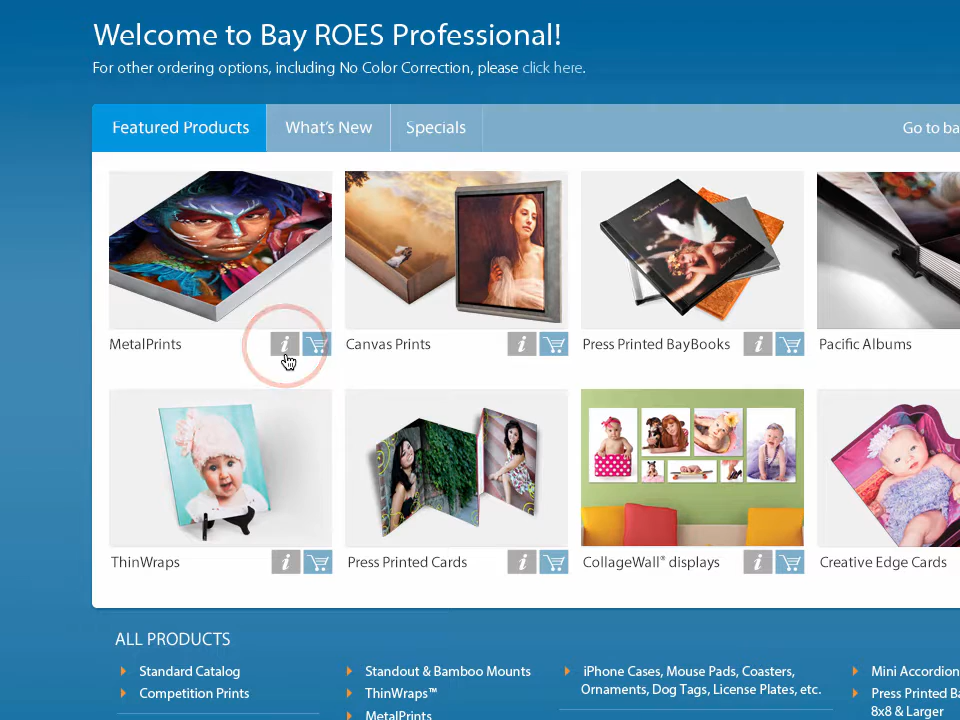 Welcome to Bay ROES Professional!
For other ordering options, including No Color Correction, please click here.
Featured Products
What's New
Specials
Go to ba
MetalPrints
Canvas Prints
Press Printed BayBooks
Pacific Albums
ThinWraps
Press Printed Cards
CollageWall® displays
Creative Edge Cards
ALL PRODUCTS
Standard Catalog
Competition Prints
Standout & Bamboo Mounts
ThinWraps™
MetalPrints
iPhone Cases, Mouse Pads, Coasters,
Ornaments, Dog Tags, License Plates, etc.
Mini Accordion
Press Printed Ba
8x8 & Larger